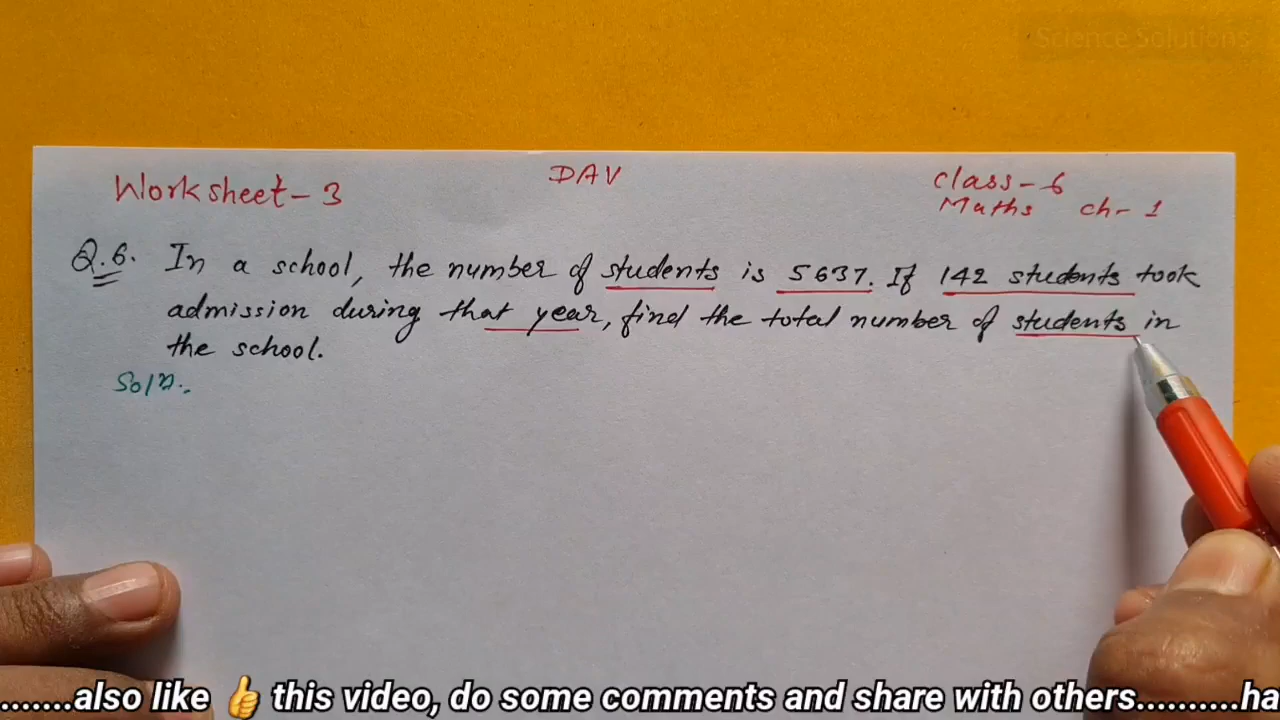 Science Solutions
Worksheet-3
DAV
Class-6
Maths ch-1
Q.6. In a school, the number of students is 5637. If 142 students took
admission during that year, find the total number of students in
the school.
Soln:
.......also like 👍 this video, do some comments and share with others..........ha